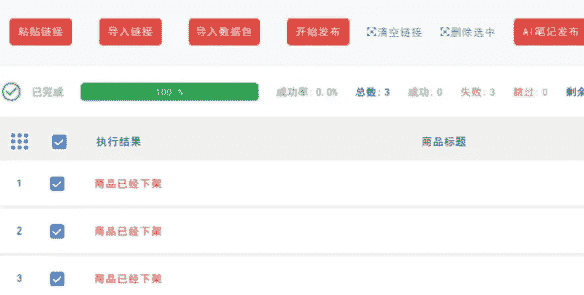 粘贴链接 导入链接 导入数据包 开始发布 清空链接 删除选中 AI笔记发布
已完成 100 % 成功率: 0.0% 总数: 3 成功: 0 失败: 3 跳过: 0 剩余
执行结果 商品标题
1 商品已经下架
2 商品已经下架
3 商品已经下架